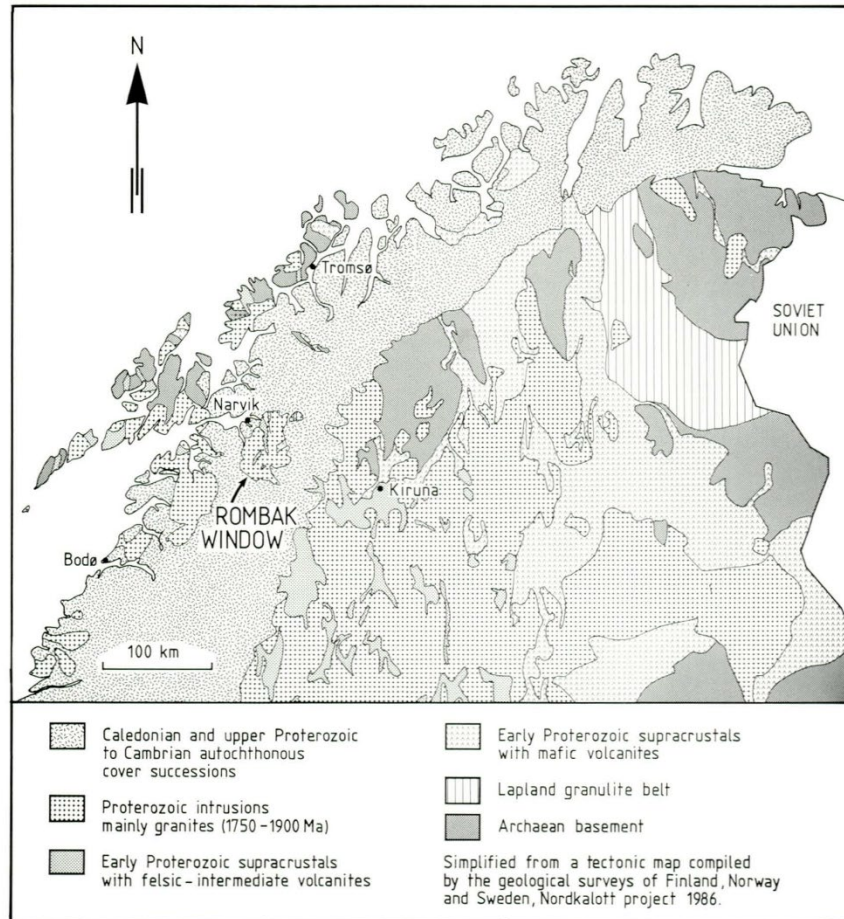 N
Tromsø
SOVIET
UNION
Narvik
Kiruna
ROMBAK
WINDOW
Bodø
100 km
Caledonian and upper Proterozoic
to Cambrian autochthonous
cover successions
Proterozoic intrusions
mainly granites (1750-1900 Ma)
Early Proterozoic supracrustals
with felsic-intermediate volcanites
Early Proterozoic supracrustals
with mafic volcanites
Lapland granulite belt
Archaean basement
Simplified from a tectonic map compiled
by the geological surveys of Finland, Norway
and Sweden, Nordkalott project 1986.